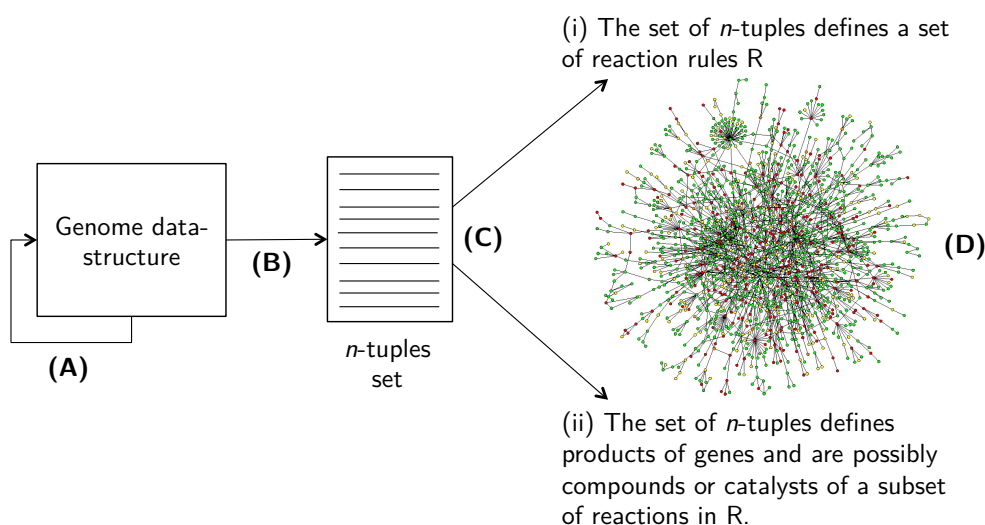 (i) The set of n-tuples defines a set
of reaction rules R
Genome data-
structure
(A)
(B)
n-tuples
set
(C)
(D)
(ii) The set of n-tuples defines
products of genes and are possibly
compounds or catalysts of a subset
of reactions in R.